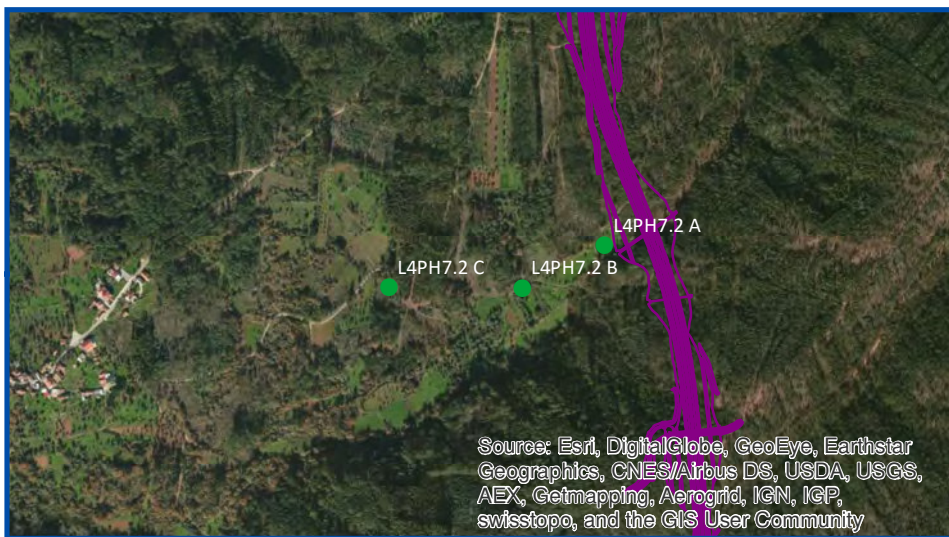 L4PH7.2 A
L4PH7.2 C
L4PH7.2 B
Source: Esri, DigitalGlobe, GeoEye, Earthstar
Geographics, CNES/Airbus DS, USDA, USGS,
AEX, Getmapping, Aerogrid, IGN, IGP,
swisstopo, and the GIS User Community